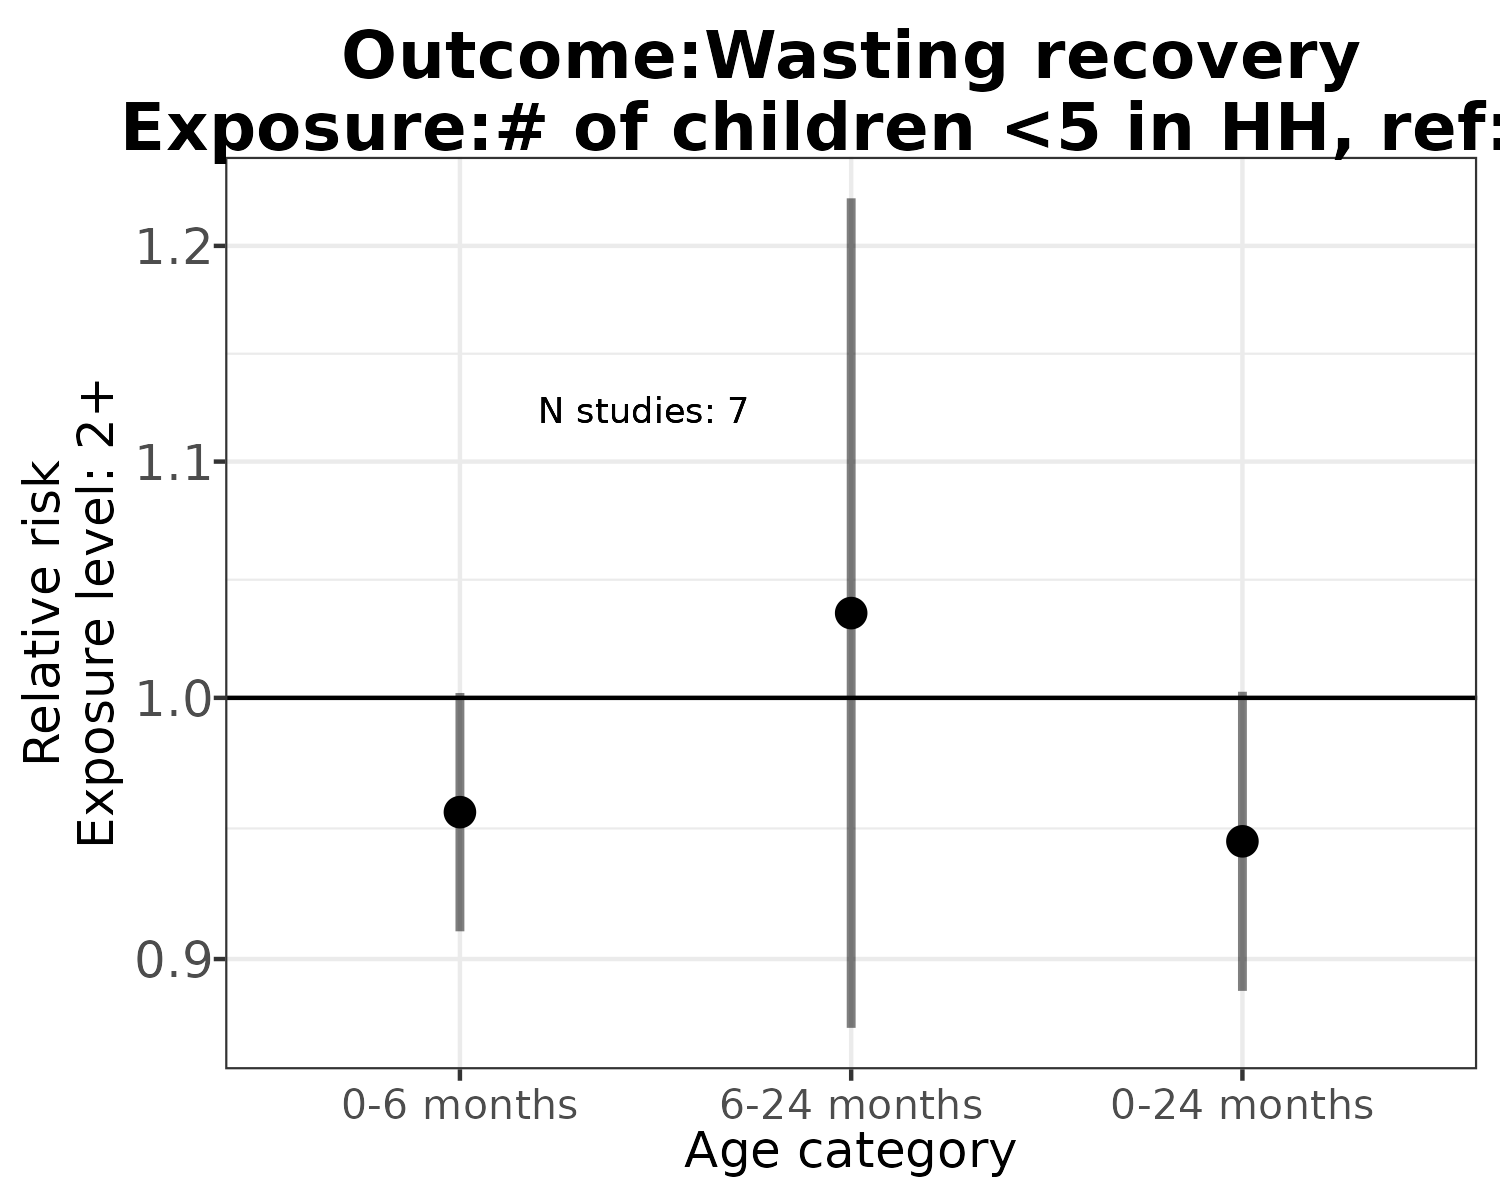 Outcome:Wasting recovery
Exposure:# of children <5 in HH, ref:
1.2
1.1
1.0
0.9
Relative risk
Exposure level: 2+
N studies: 7
0-6 months
6-24 months
0-24 months
Age category